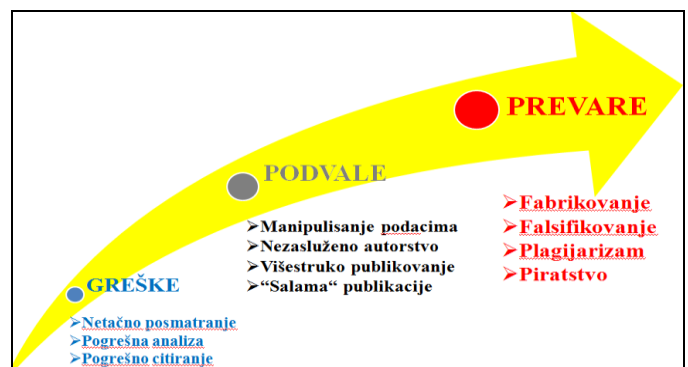 PREVARE
PODVALE
➢Fabrikovanje
➢Falsifikovanje
➢Plagijarizam
➢Piratstvo
➢Manipulisanje podacima
➢Nezasluženo autorstvo
➢Višestruko publikovanje
➢“Salama“ publikacije
GREŠKE
➢Netačno posmatranje
➢Pogrešna analiza
➢Pogrešno citiranje